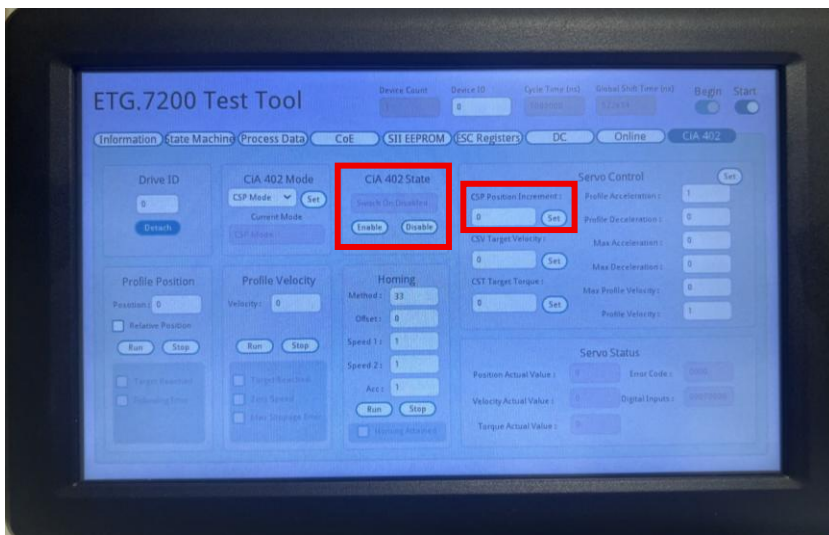 ETG.7200 Test Tool
Device Count
Device ID
Cycle Time (ns)
Global Shift Time (ns)
Begin
Start
1
0
Information
State Machine
Process Data
CoE
SII EEPROM
ESC Registers
DC
Online
CiA 402
Drive ID
0
Detach
CiA 402 Mode
CSP Mode
Set
Current Mode
CSP Mode
CiA 402 State
Switch On Disabled
Enable
Disable
Servo Control
Set
CSP Position Increment :
0
Set
CSV Target Velocity :
0
Set
CST Target Torque :
0
Set
Profile Acceleration :
1
Profile Deceleration :
0
Max Acceleration :
0
Max Deceleration :
0
Max Profile Velocity :
0
Profile Velocity :
1
Profile Position
Position : 0
Relative Position
Run
Stop
Target Reached
Following Error
Profile Velocity
Velocity : 0
Run
Stop
Target Reached
Zero Speed
Max Slippage Error
Homing
Method : 33
Offset : 0
Speed 1 : 1
Speed 2 : 1
Acc : 1
Run
Stop
Homing Attained
Servo Status
Position Actual Value :
Error Code :
Velocity Actual Value :
Digital Inputs :
Torque Actual Value :